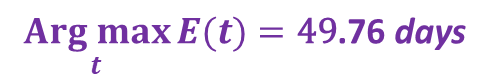 Arg max E(t) = 49.76 days
t